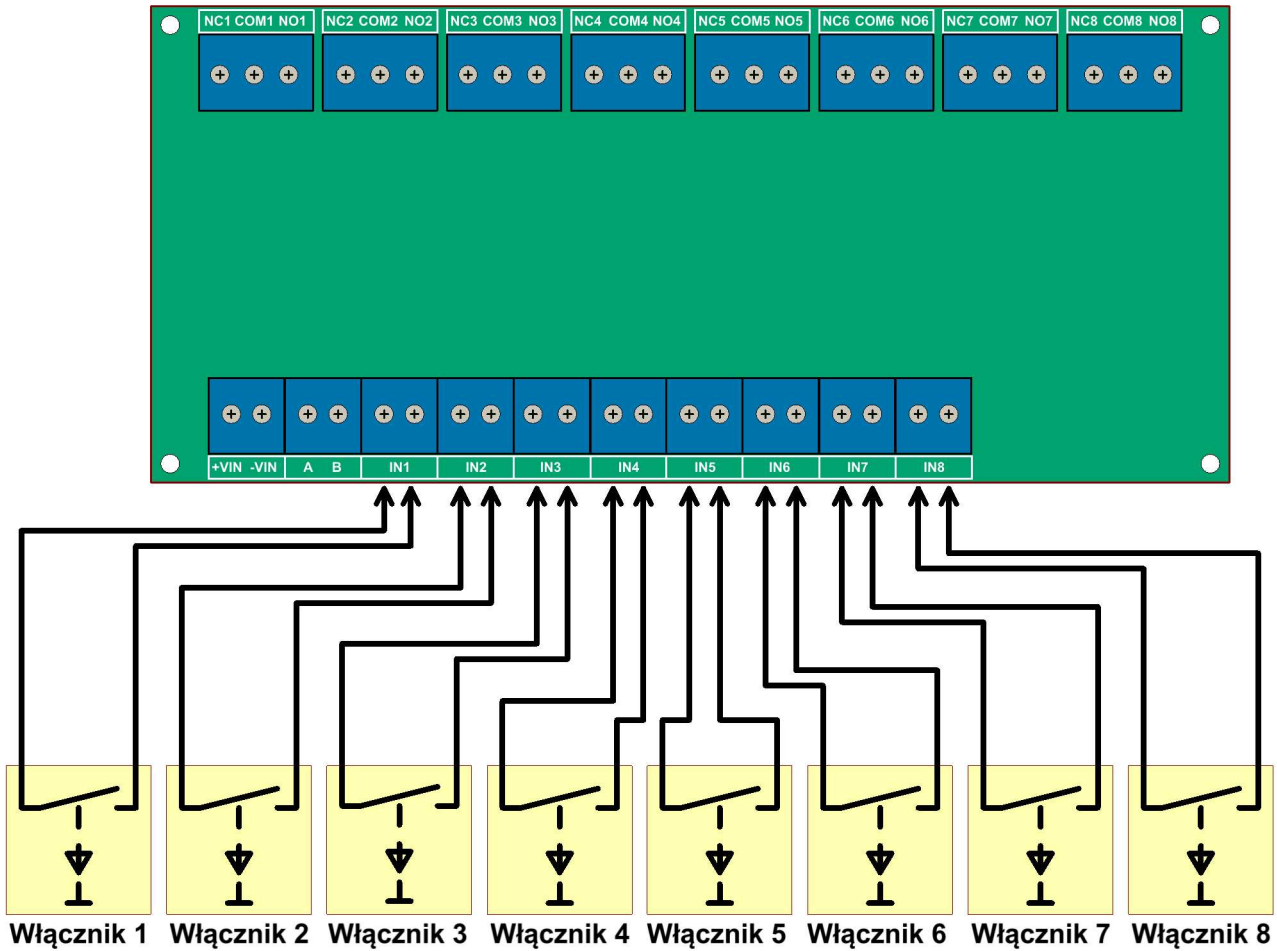 NC1 COM1 NO1 NC2 COM2 NO2 NC3 COM3 NO3 NC4 COM4 NO4 NC5 COM5 NO5 NC6 COM6 NO6 NC7 COM7 NO7 NC8 COM8 NO8
+VIN -VIN A B IN1 IN2 IN3 IN4 IN5 IN6 IN7 IN8
Włącznik 1 Włącznik 2 Włącznik 3 Włącznik 4 Włącznik 5 Włącznik 6 Włącznik 7 Włącznik 8